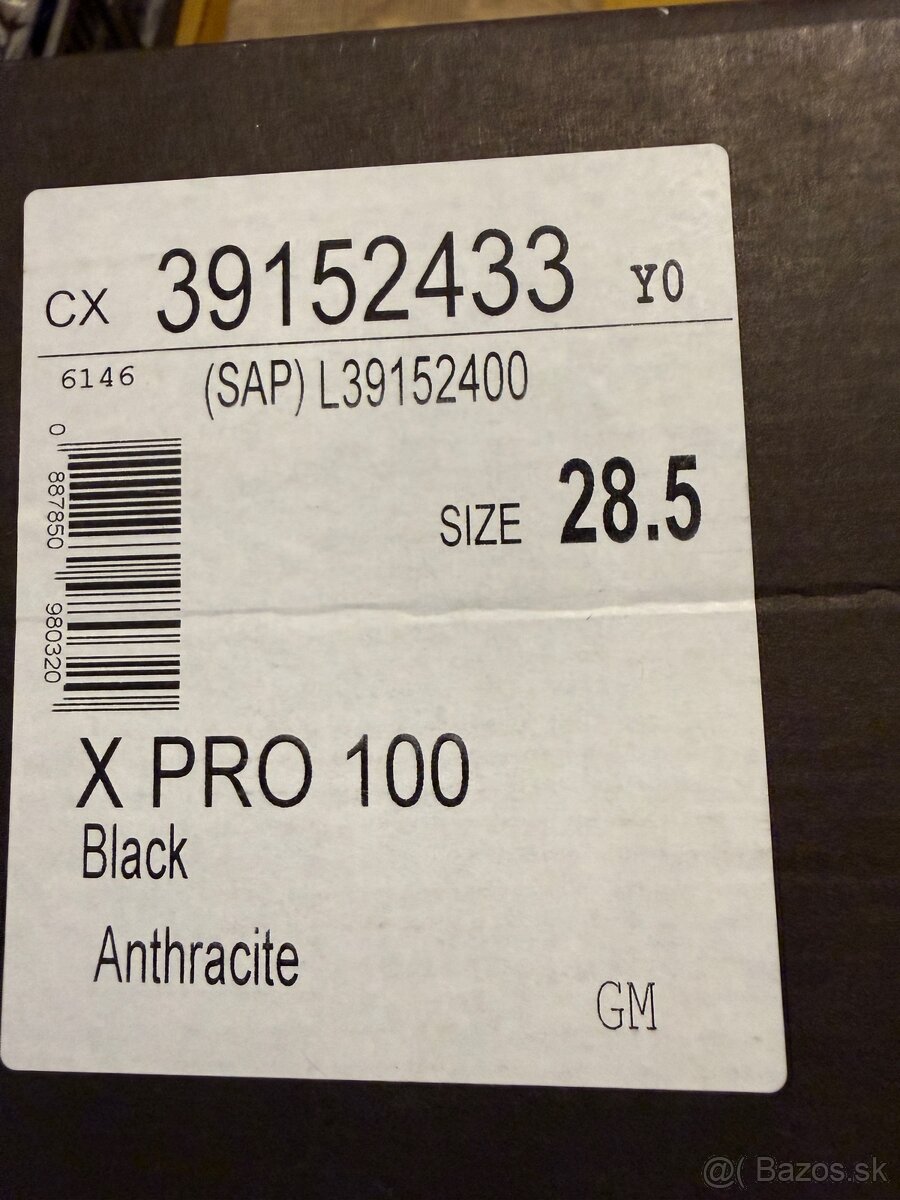 CX 39152433 Y0
6146 (SAP) L39152400
0 887850 980320
SIZE 28.5
X PRO 100
Black
Anthracite
GM
@( Bazos.sk